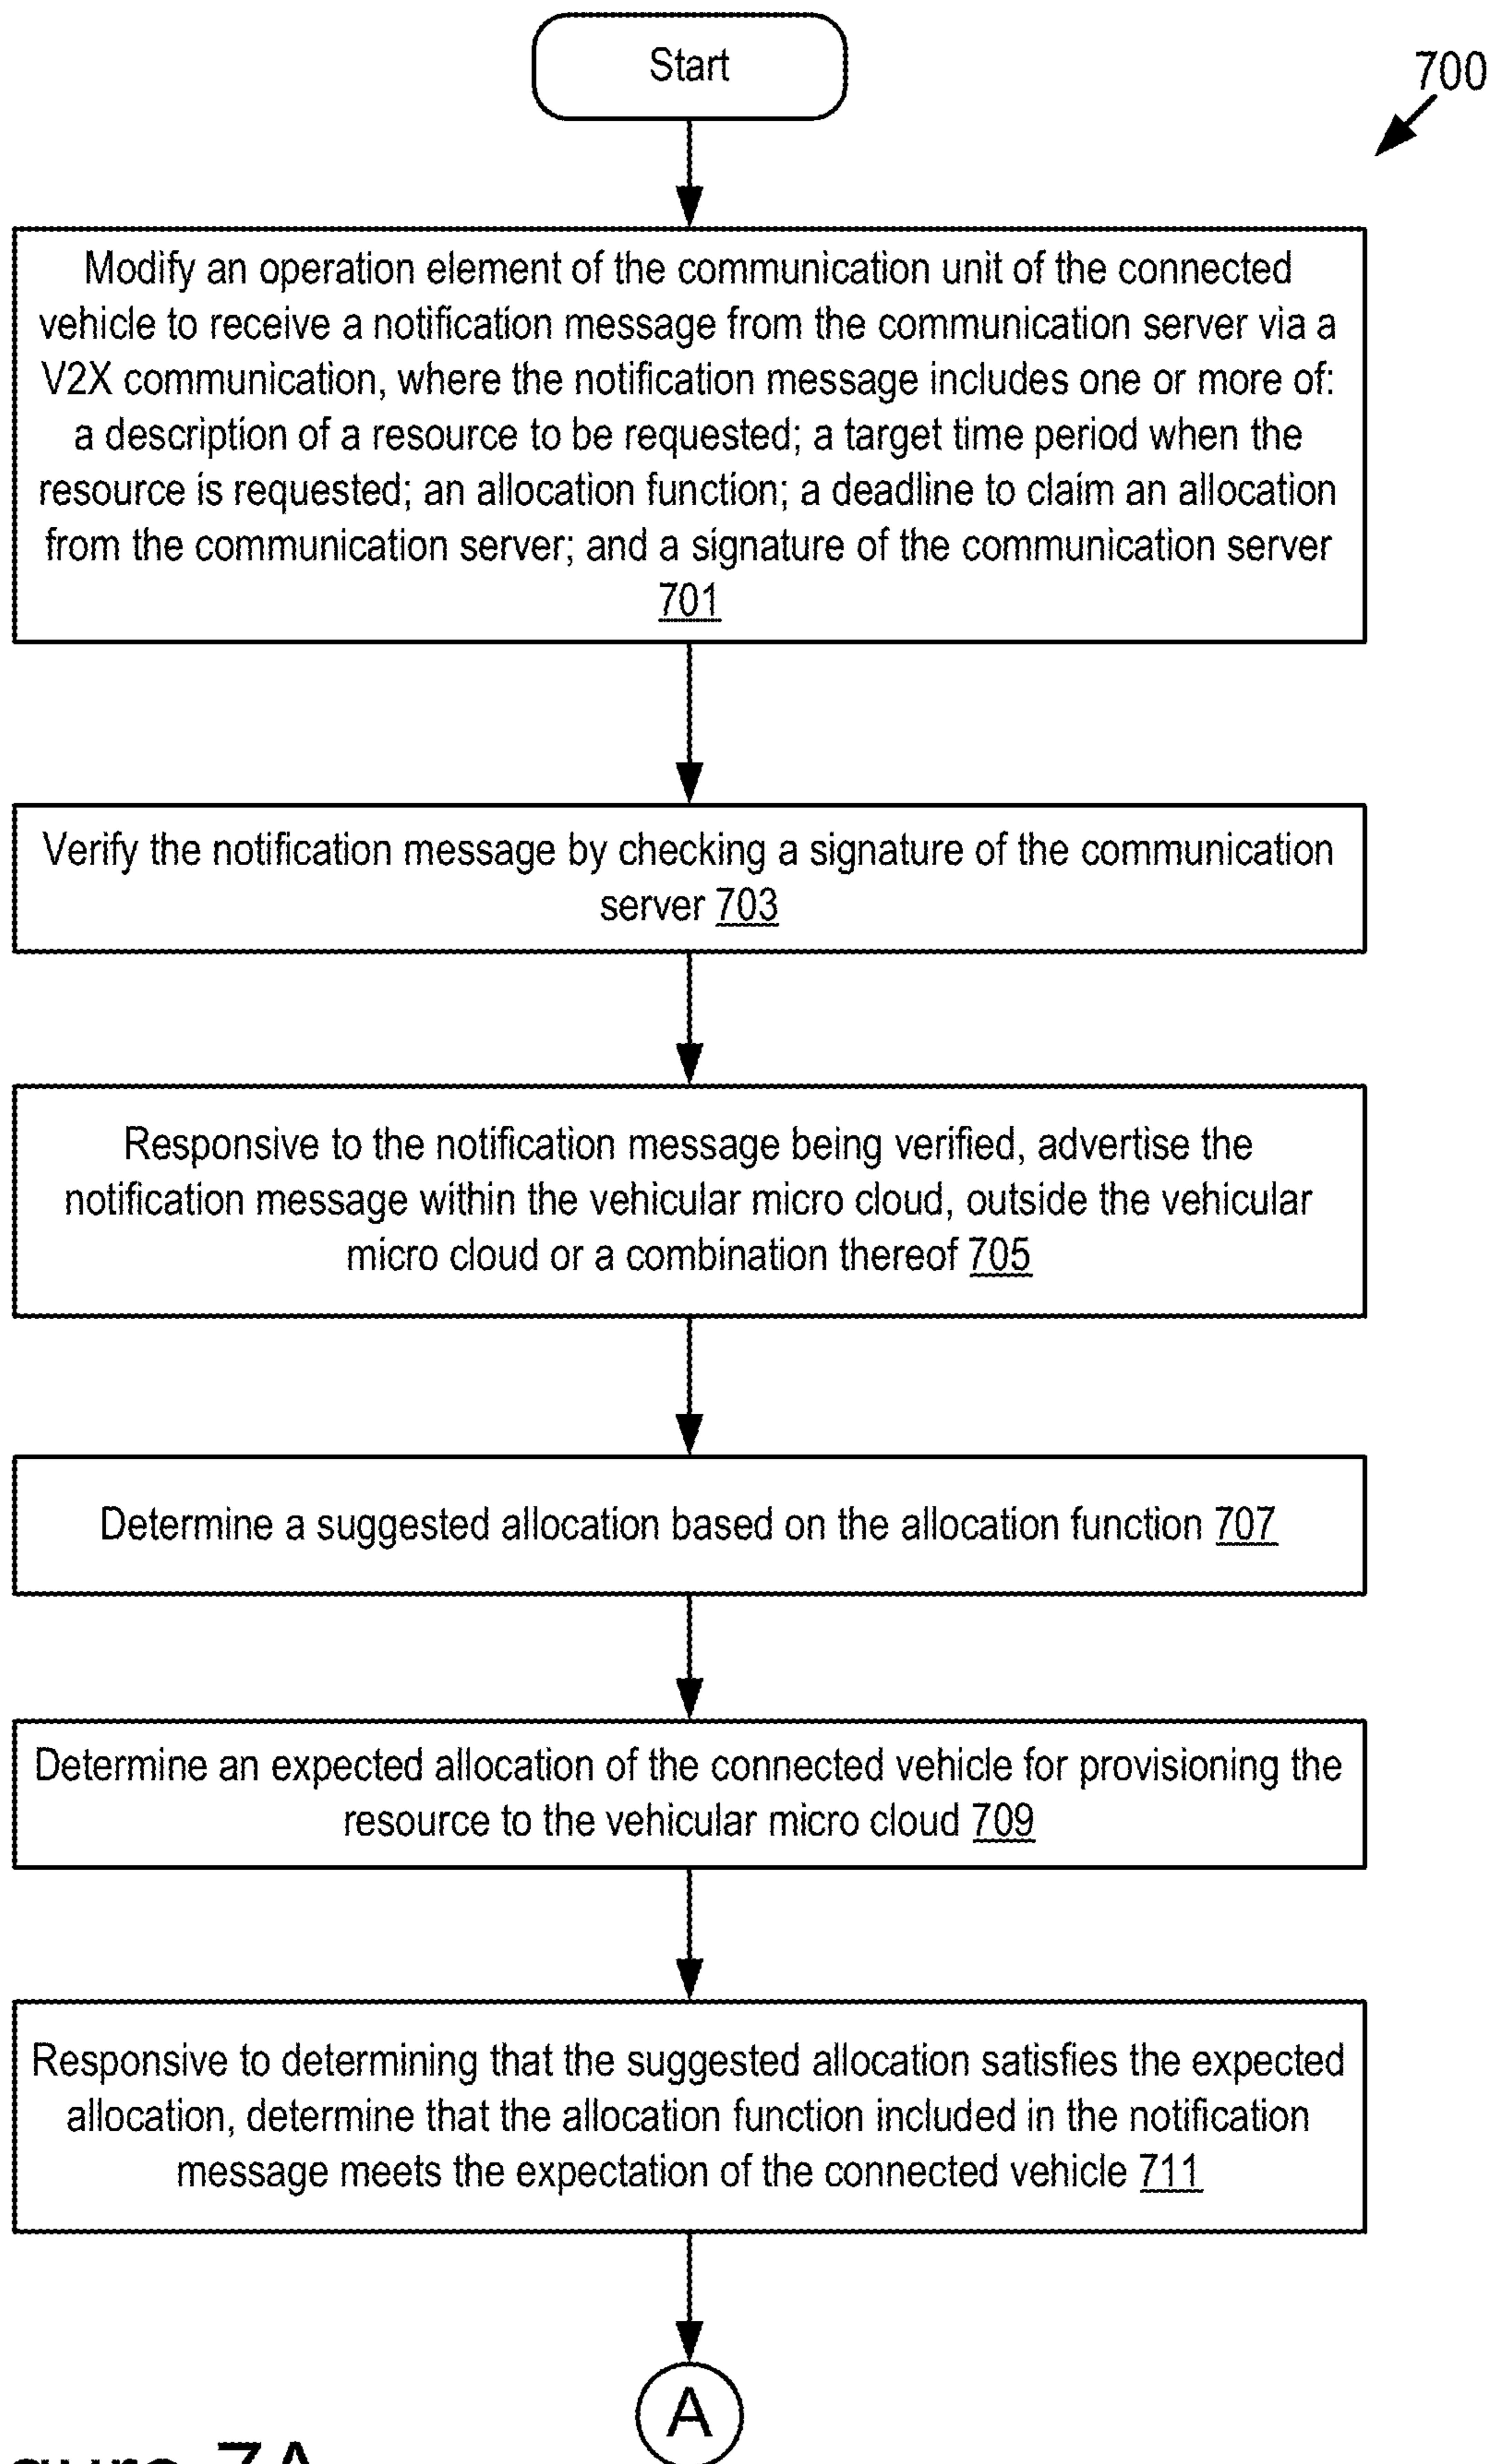 Start
700
Modify an operation element of the communication unit of the connected
vehicle to receive a notification message from the communication server via a
V2X communication, where the notification message includes one or more of:
a description of a resource to be requested; a target time period when the
resource is requested; an allocation function; a deadline to claim an allocation
from the communication server; and a signature of the communication server
701
Verify the notification message by checking a signature of the communication
server 703
Responsive to the notification message being verified, advertise the
notification message within the vehicular micro cloud, outside the vehicular
micro cloud or a combination thereof 705
Determine a suggested allocation based on the allocation function 707
Determine an expected allocation of the connected vehicle for provisioning the
resource to the vehicular micro cloud 709
Responsive to determining that the suggested allocation satisfies the expected
allocation, determine that the allocation function included in the notification
message meets the expectation of the connected vehicle 711
A
7A